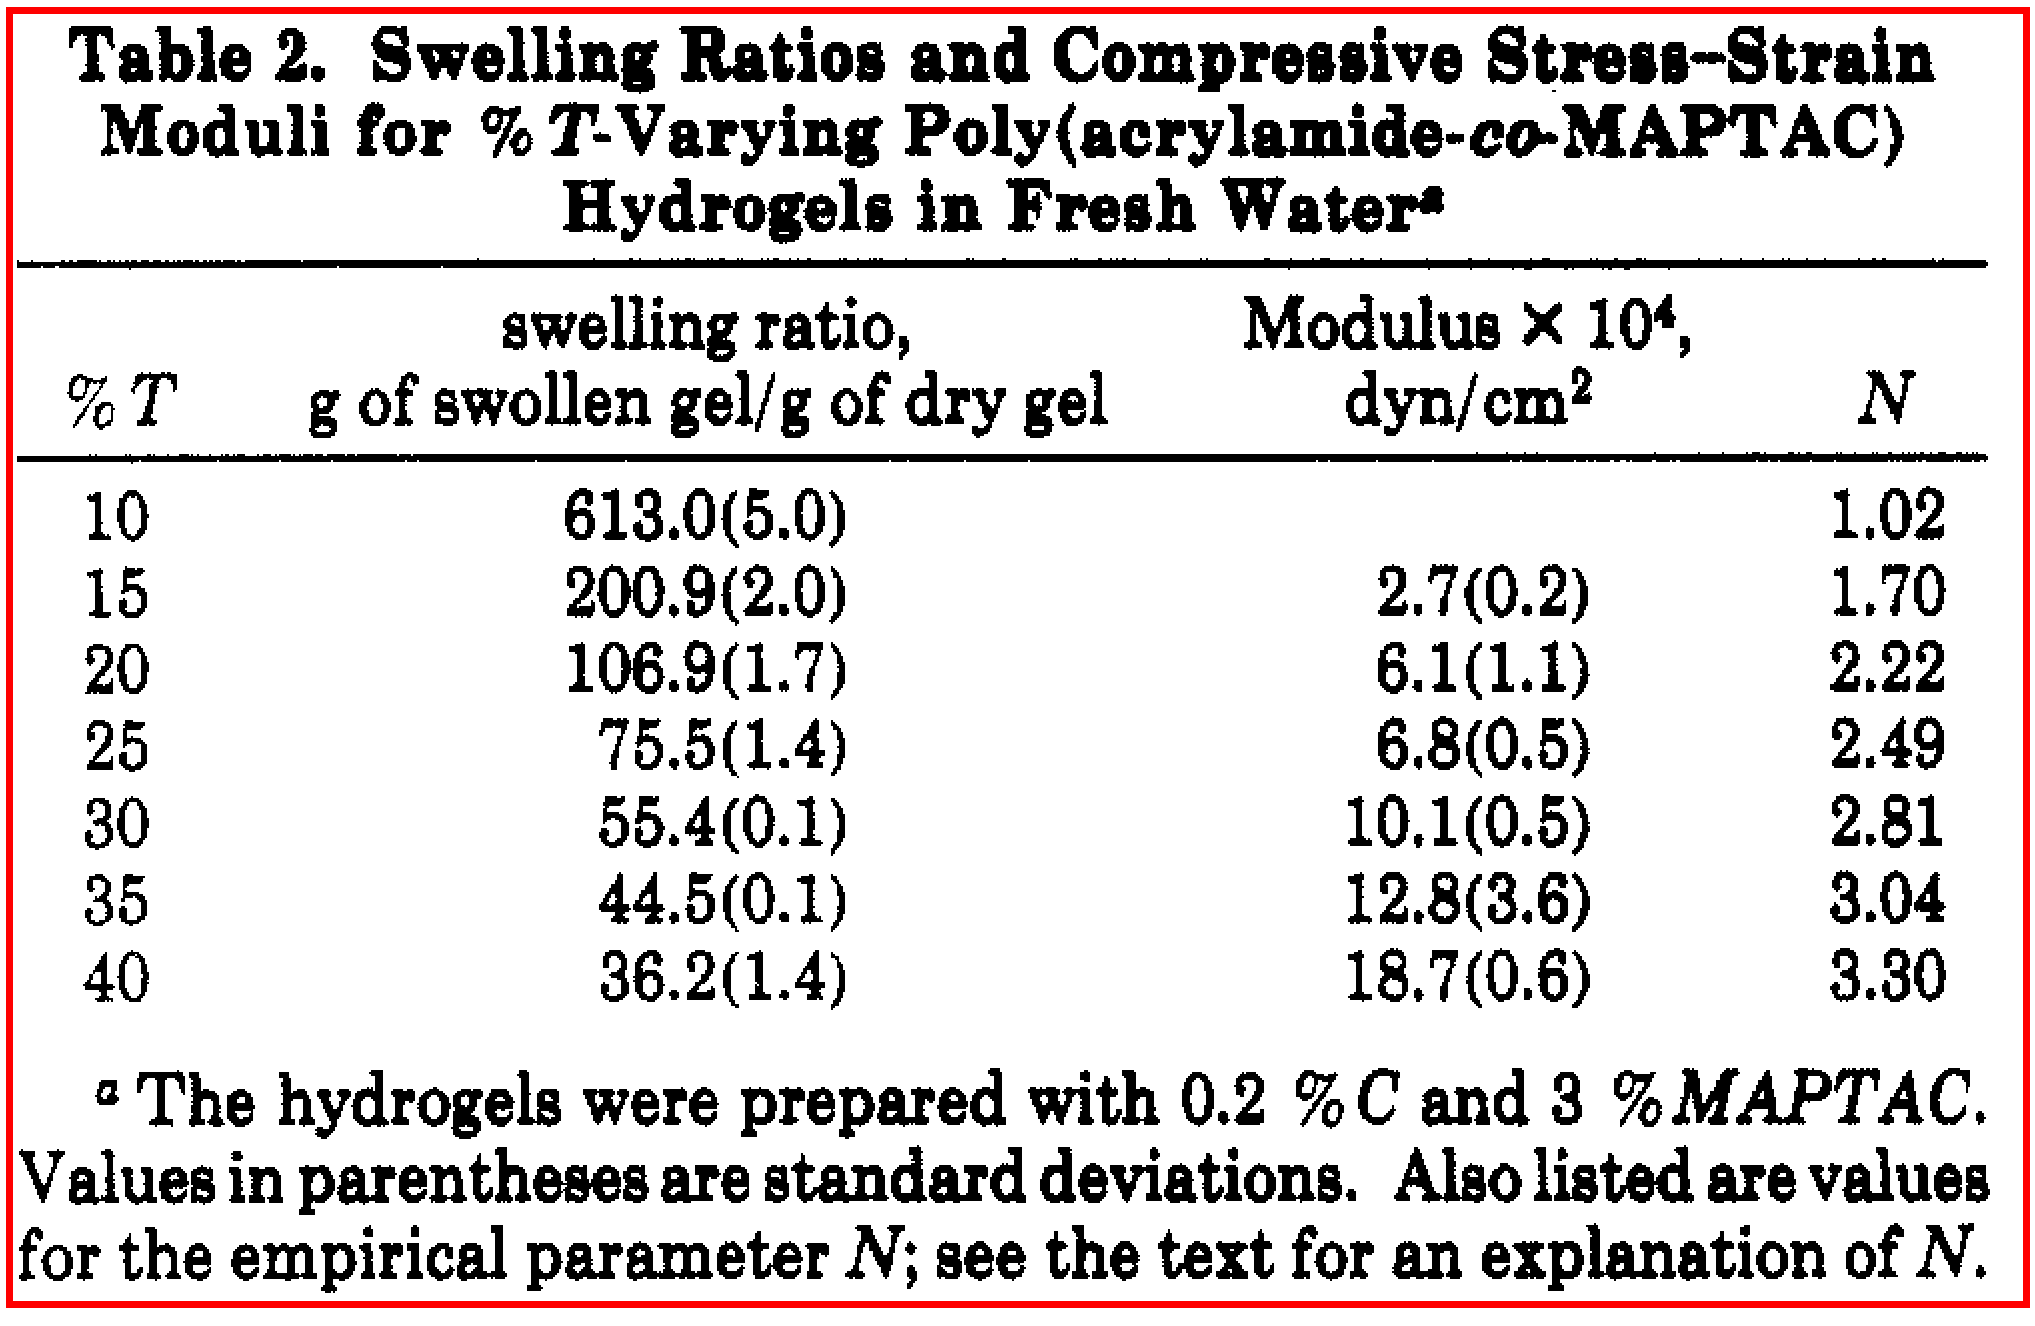 Table 2. Swelling Ratios and Compressive Stress–Strain
Moduli for % T-Varying Poly(acrylamide-co-MAPTAC)
Hydrogels in Fresh Waterᵃ
swelling ratio, Modulus × 10⁴,
% T g of swollen gel/g of dry gel dyn/cm² N
10 613.0(5.0) 1.02
15 200.9(2.0) 2.7(0.2) 1.70
20 106.9(1.7) 6.1(1.1) 2.22
25 75.5(1.4) 6.8(0.5) 2.49
30 55.4(0.1) 10.1(0.5) 2.81
35 44.5(0.1) 12.8(3.6) 3.04
40 36.2(1.4) 18.7(0.6) 3.30
ᵃ The hydrogels were prepared with 0.2 %C and 3 %MAPTAC.
Values in parentheses are standard deviations. Also listed are values
for the empirical parameter N; see the text for an explanation of N.